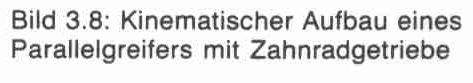 Bild 3.8: Kinematischer Aufbau eines
Parallelgreifers mit Zahnradgetriebe